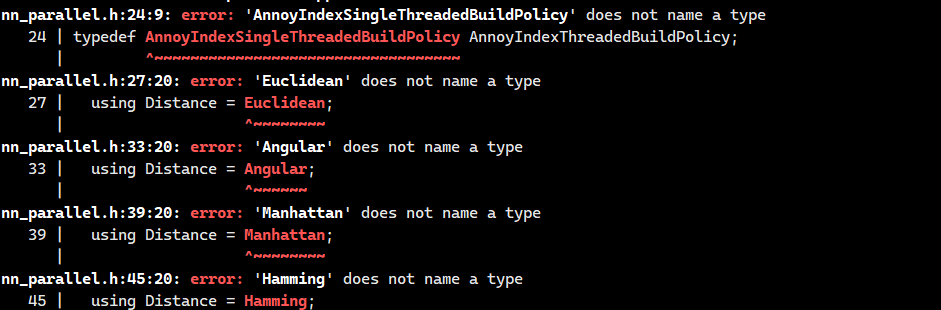 nn_parallel.h:24:9: error: 'AnnoyIndexSingleThreadedBuildPolicy' does not name a type
   24 | typedef AnnoyIndexSingleThreadedBuildPolicy AnnoyIndexThreadedBuildPolicy;
      |         ^~~~~~~~~~~~~~~~~~~~~~~~~~~~~~~~~~~
nn_parallel.h:27:20: error: 'Euclidean' does not name a type
   27 |   using Distance = Euclidean;
      |                    ^~~~~~~~~
nn_parallel.h:33:20: error: 'Angular' does not name a type
   33 |   using Distance = Angular;
      |                    ^~~~~~~
nn_parallel.h:39:20: error: 'Manhattan' does not name a type
   39 |   using Distance = Manhattan;
      |                    ^~~~~~~~~
nn_parallel.h:45:20: error: 'Hamming' does not name a type
   45 |   using Distance = Hamming;